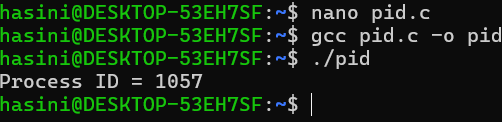 hasini@DESKTOP-53EH7SF:~$ nano pid.c
hasini@DESKTOP-53EH7SF:~$ gcc pid.c -o pid
hasini@DESKTOP-53EH7SF:~$ ./pid
Process ID = 1057
hasini@DESKTOP-53EH7SF:~$